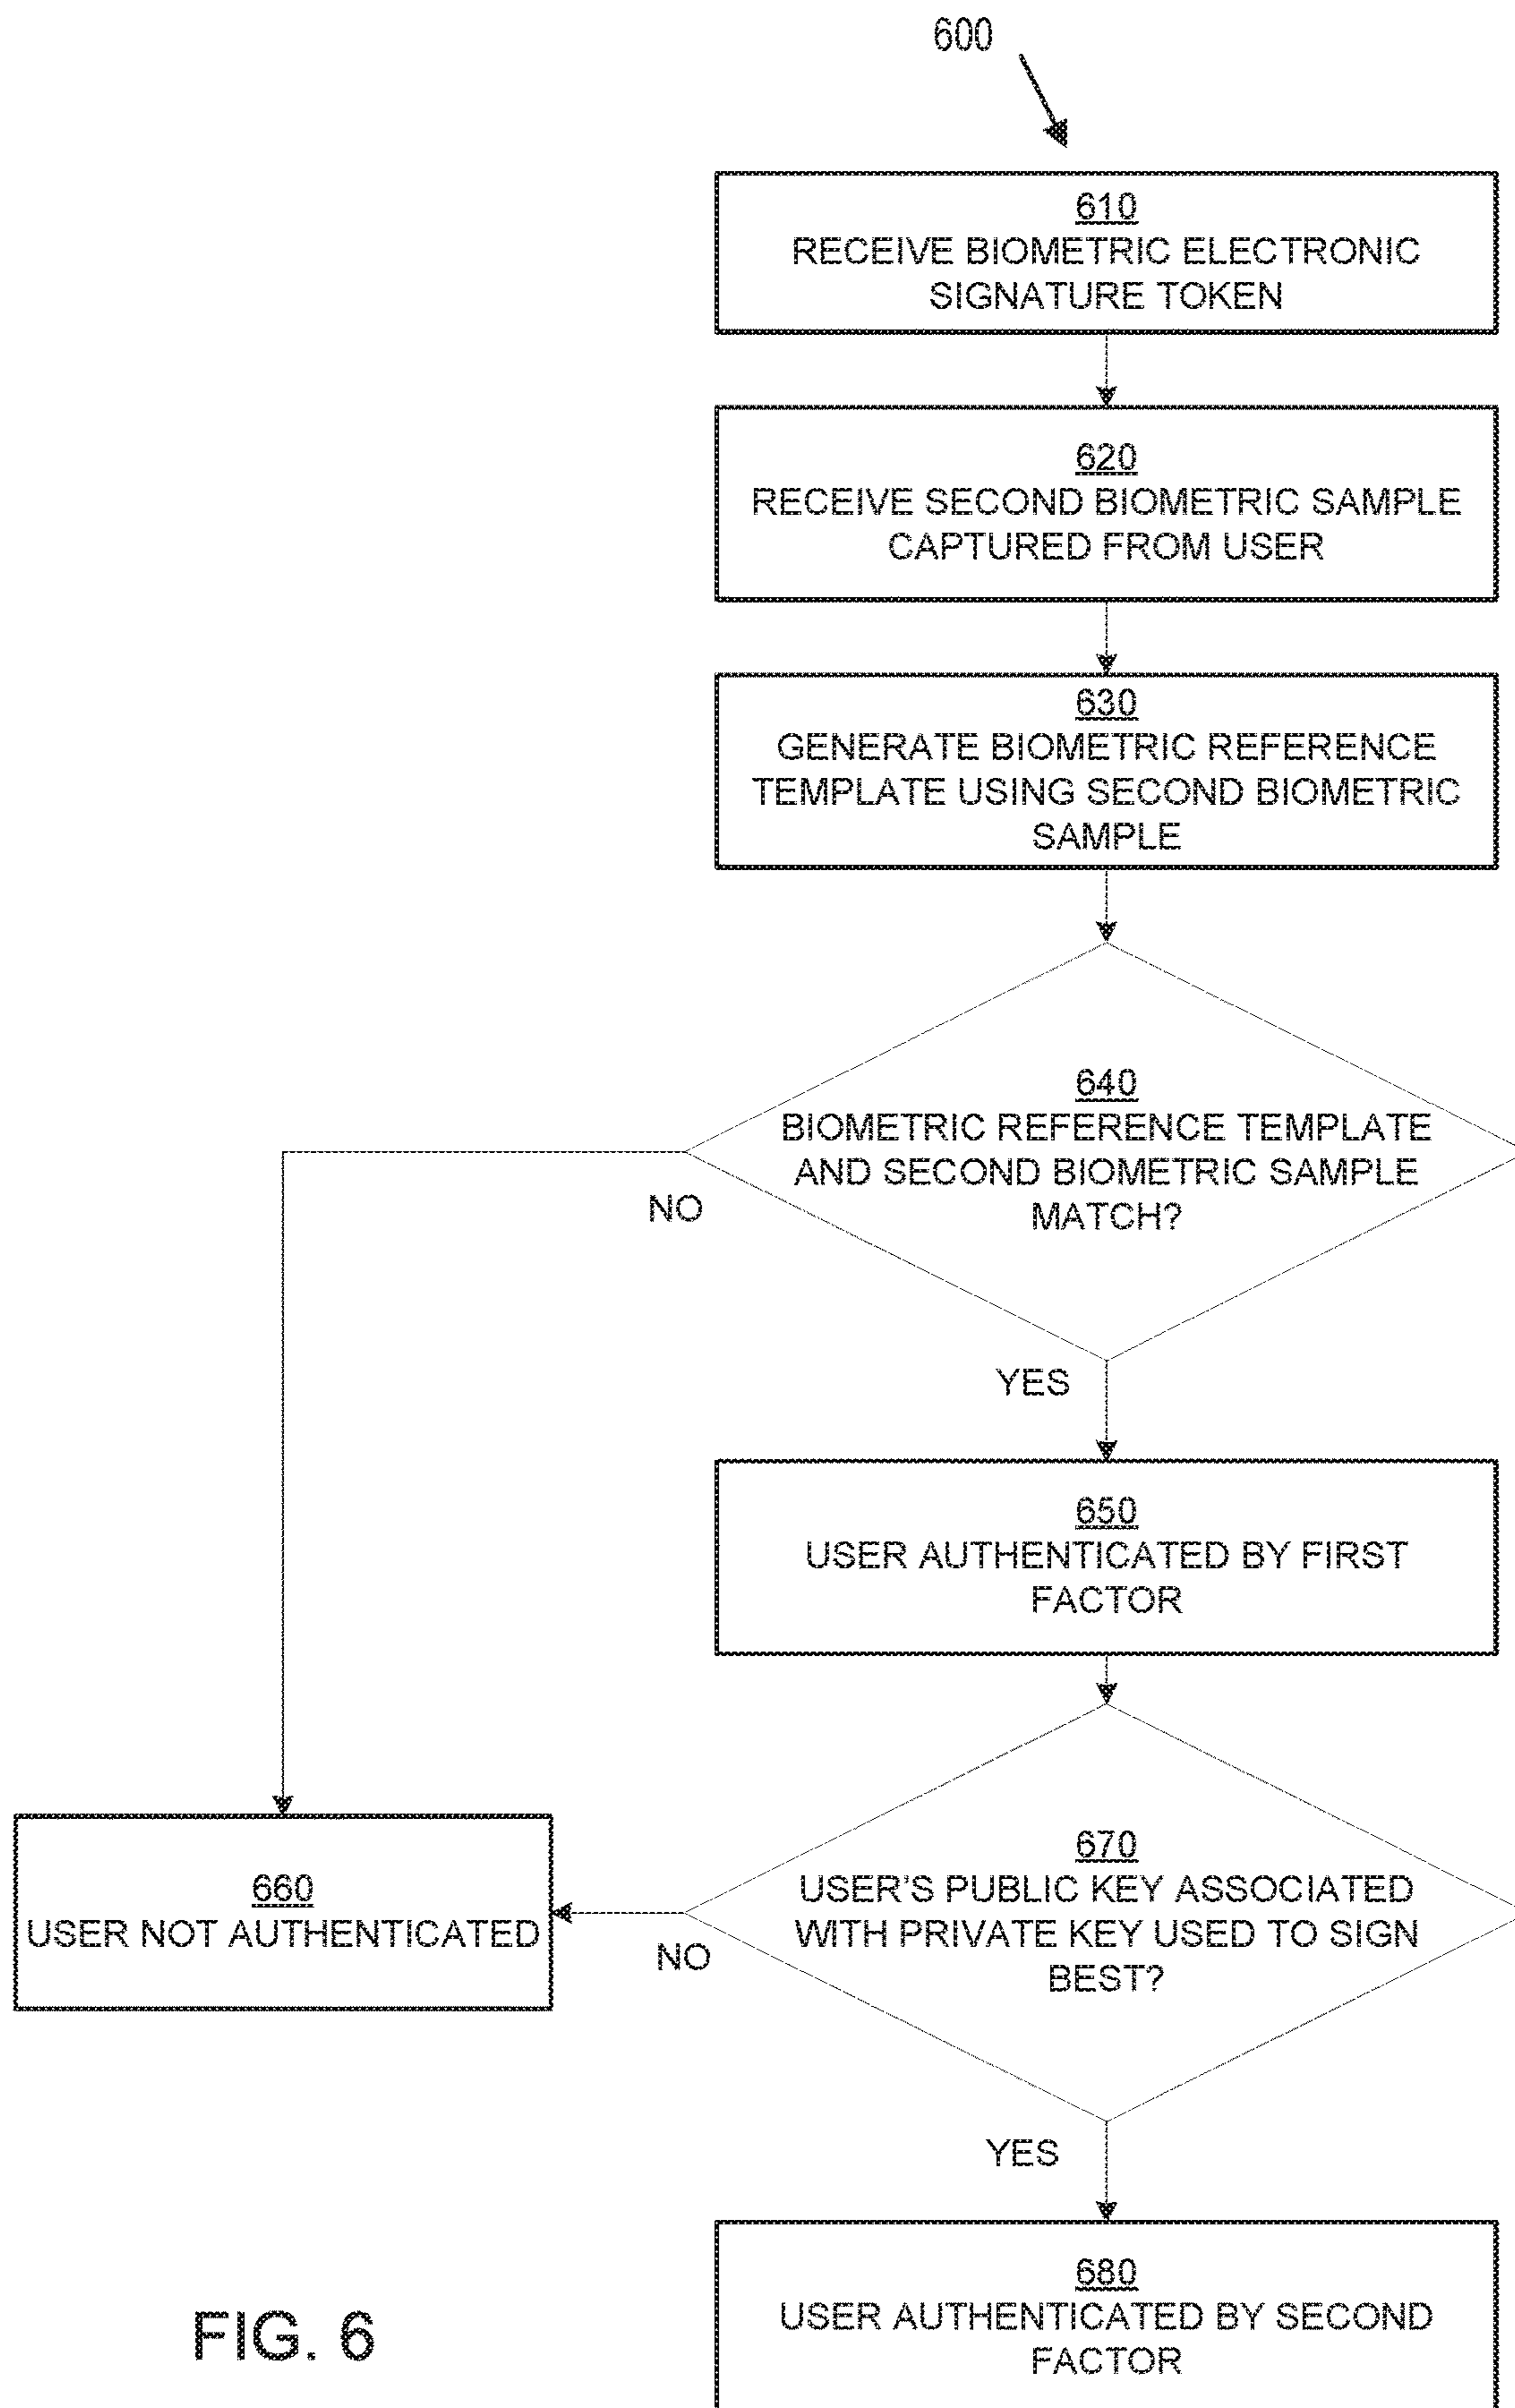 600
610
RECEIVE BIOMETRIC ELECTRONIC
SIGNATURE TOKEN
620
RECEIVE SECOND BIOMETRIC SAMPLE
CAPTURED FROM USER
630
GENERATE BIOMETRIC REFERENCE
TEMPLATE USING SECOND BIOMETRIC
SAMPLE
640
BIOMETRIC REFERENCE TEMPLATE
AND SECOND BIOMETRIC SAMPLE
MATCH?
NO
YES
650
USER AUTHENTICATED BY FIRST
FACTOR
660
USER NOT AUTHENTICATED
670
USER'S PUBLIC KEY ASSOCIATED
WITH PRIVATE KEY USED TO SIGN
BEST?
NO
YES
680
USER AUTHENTICATED BY SECOND
FACTOR
FIG. 6